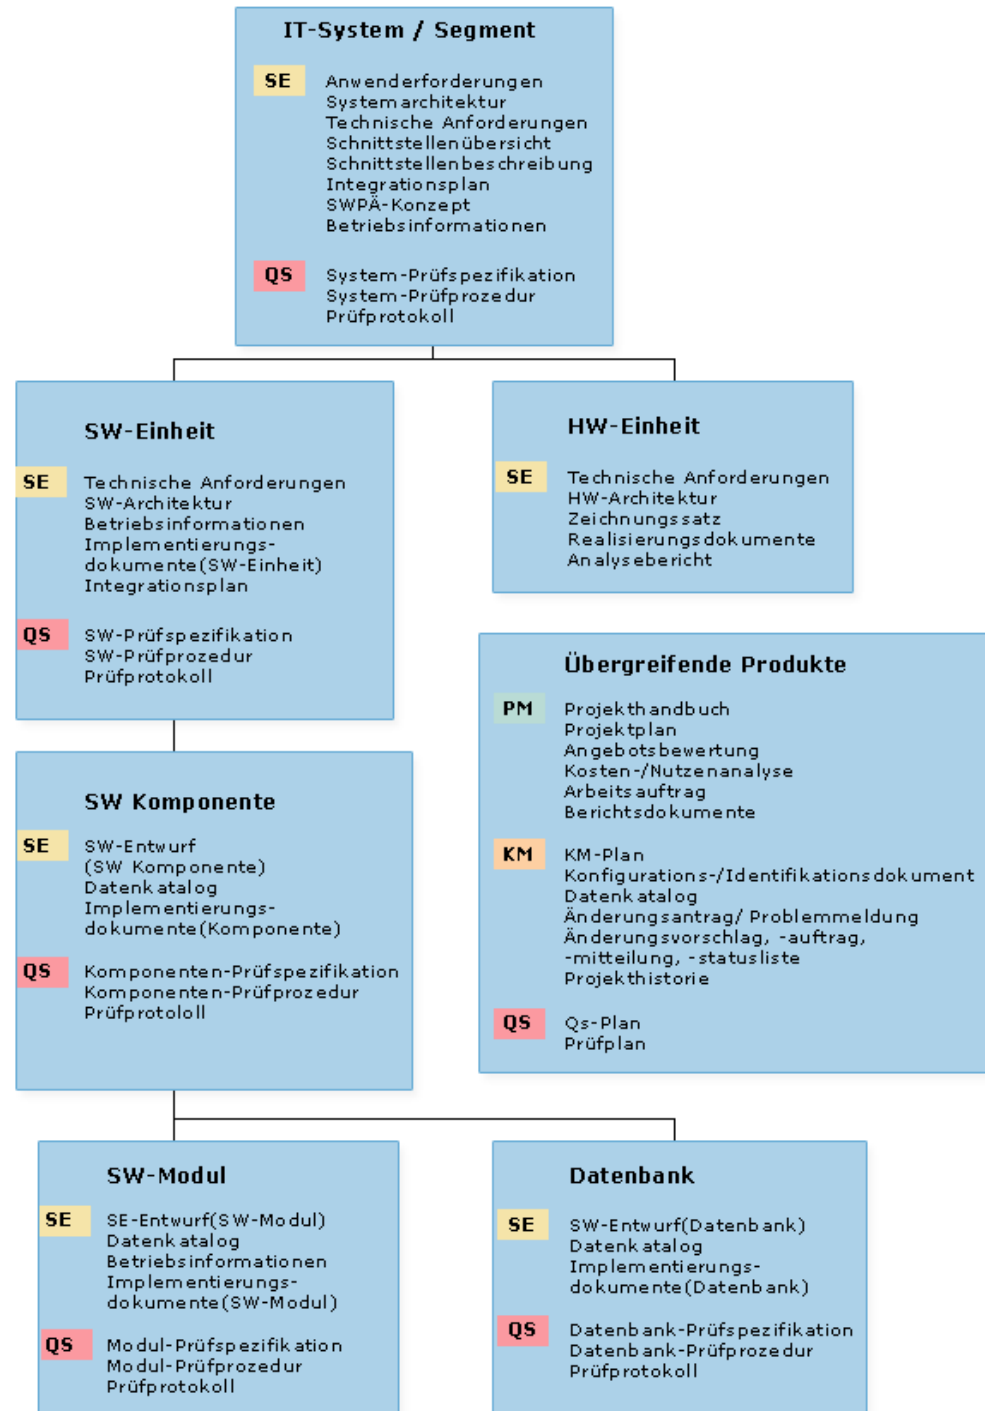 IT-System / Segment
SE Anwenderforderungen
Systemarchitektur
Technische Anforderungen
Schnittstellenübersicht
Schnittstellenbeschreibung
Integrationsplan
SWPÄ-Konzept
Betriebsinformationen
QS System-Prüfspezifikation
System-Prüfprozedur
Prüfprotokoll
SW-Einheit
SE Technische Anforderungen
SW-Architektur
Betriebsinformationen
Implementierungs-
dokumente(SW-Einheit)
Integrationsplan
QS SW-Prüfspezifikation
SW-Prüfprozedur
Prüfprotokoll
HW-Einheit
SE Technische Anforderungen
HW-Architektur
Zeichnungssatz
Realisierungsdokumente
Analysebericht
Übergreifende Produkte
PM Projekthandbuch
Projektplan
Angebotsbewertung
Kosten-/Nutzenanalyse
Arbeitsauftrag
Berichtsdokumente
KM KM-Plan
Konfigurations-/Identifikationsdokument
Datenkatalog
Änderungsantrag/ Problemmeldung
Änderungsvorschlag, -auftrag,
-mitteilung, -statusliste
Projekthistorie
QS Qs-Plan
Prüfplan
SW Komponente
SE SW-Entwurf
(SW Komponente)
Datenkatalog
Implementierungs-
dokumente(Komponente)
QS Komponenten-Prüfspezifikation
Komponenten-Prüfprozedur
Prüfprotololl
SW-Modul
SE SE-Entwurf(SW-Modul)
Datenkatalog
Betriebsinformationen
Implementierungs-
dokumente(SW-Modul)
QS Modul-Prüfspezifikation
Modul-Prüfprozedur
Prüfprotokoll
Datenbank
SE SW-Entwurf(Datenbank)
Datenkatalog
Implementierungs-
dokumente(Datenbank)
QS Datenbank-Prüfspezifikation
Datenbank-Prüfprozedur
Prüfprotokoll